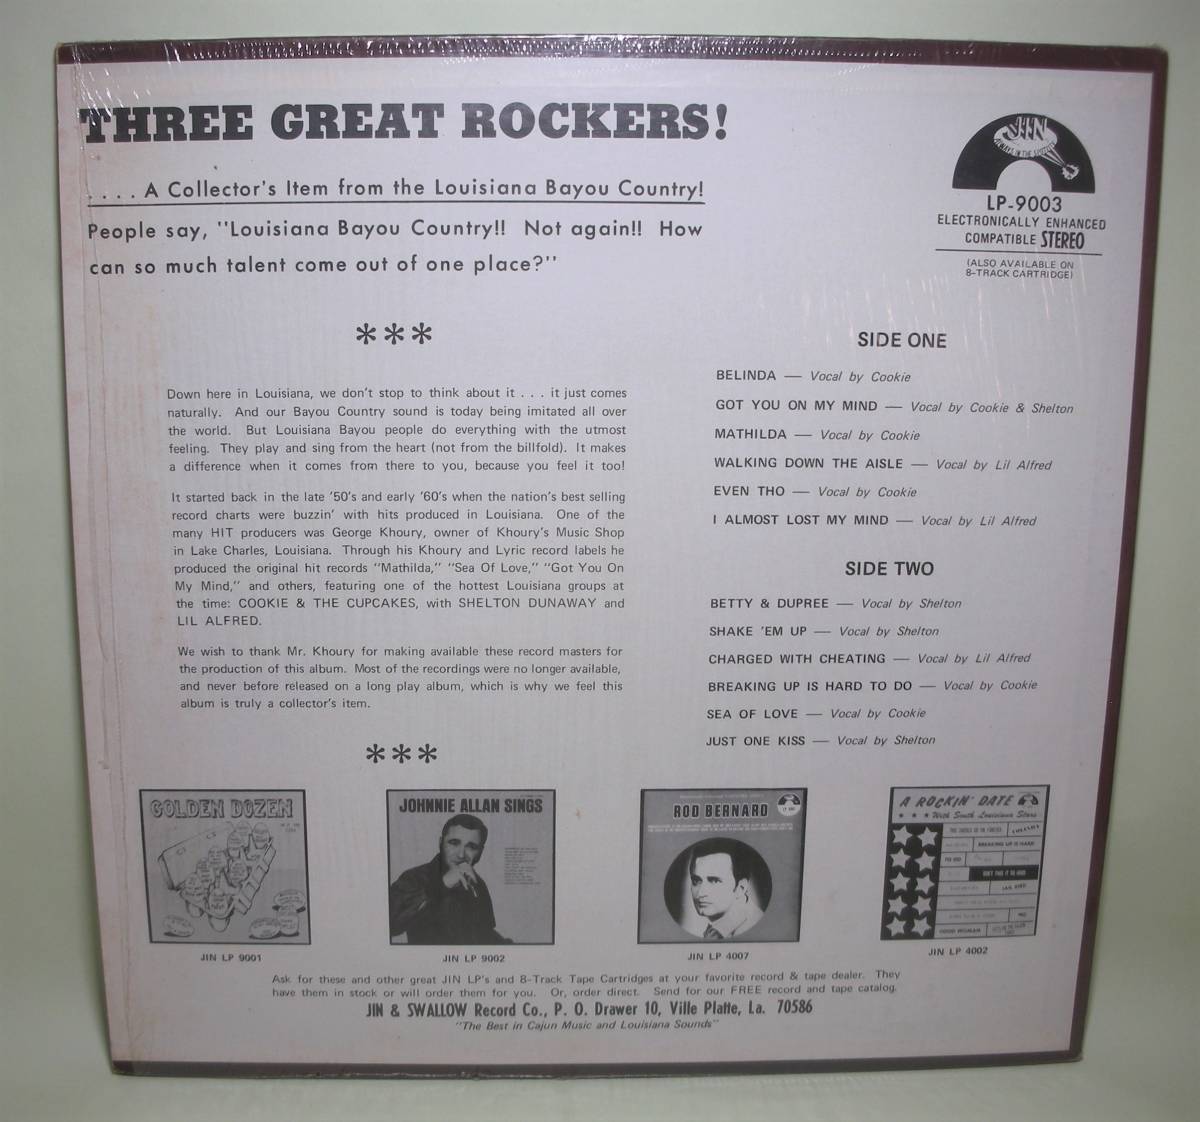 THREE GREAT ROCKERS!
. . . . A Collector's Item from the Louisiana Bayou Country!
People say, "Louisiana Bayou Country!! Not again!! How
can so much talent come out of one place?"
JIN
ALWAYS IN THE SPOTLITE
LP-9003
ELECTRONICALLY ENHANCED
COMPATIBLE STEREO
(ALSO AVAILABLE ON
8-TRACK CARTRIDGE)
***
Down here in Louisiana, we don't stop to think about it . . . it just comes
naturally. And our Bayou Country sound is today being imitated all over
the world. But Louisiana Bayou people do everything with the utmost
feeling. They play and sing from the heart (not from the billfold). It makes
a difference when it comes from there to you, because you feel it too!
It started back in the late '50's and early '60's when the nation's best selling
record charts were buzzin' with hits produced in Louisiana. One of the
many HIT producers was George Khoury, owner of Khoury's Music Shop
in Lake Charles, Louisiana. Through his Khoury and Lyric record labels he
produced the original hit records "Mathilda," "Sea Of Love," "Got You On
My Mind," and others, featuring one of the hottest Louisiana groups at
the time: COOKIE & THE CUPCAKES, with SHELTON DUNAWAY and
LIL ALFRED.
We wish to thank Mr. Khoury for making available these record masters for
the production of this album. Most of the recordings were no longer available,
and never before released on a long play album, which is why we feel this
album is truly a collector's item.
***
SIDE ONE
BELINDA — Vocal by Cookie
GOT YOU ON MY MIND — Vocal by Cookie & Shelton
MATHILDA — Vocal by Cookie
WALKING DOWN THE AISLE — Vocal by Lil Alfred
EVEN THO — Vocal by Cookie
I ALMOST LOST MY MIND — Vocal by Lil Alfred
SIDE TWO
BETTY & DUPREE — Vocal by Shelton
SHAKE 'EM UP — Vocal by Shelton
CHARGED WITH CHEATING — Vocal by Lil Alfred
BREAKING UP IS HARD TO DO — Vocal by Cookie
SEA OF LOVE — Vocal by Cookie
JUST ONE KISS — Vocal by Shelton
GOLDEN DOZEN
JIN LP 9001
JOHNNIE ALLAN SINGS
JIN LP 9002
ROD BERNARD
JIN LP 4007
A ROCKIN' DATE
With South Louisiana Stars
BREAKING UP IS HARD
GOOD WOMAN
JIN LP 4002
Ask for these and other great JIN LP's and 8-Track Tape Cartridges at your favorite record & tape dealer. They
have them in stock or will order them for you. Or, order direct. Send for our FREE record and tape catalog.
JIN & SWALLOW Record Co., P. O. Drawer 10, Ville Platte, La. 70586
"The Best in Cajun Music and Louisiana Sounds"